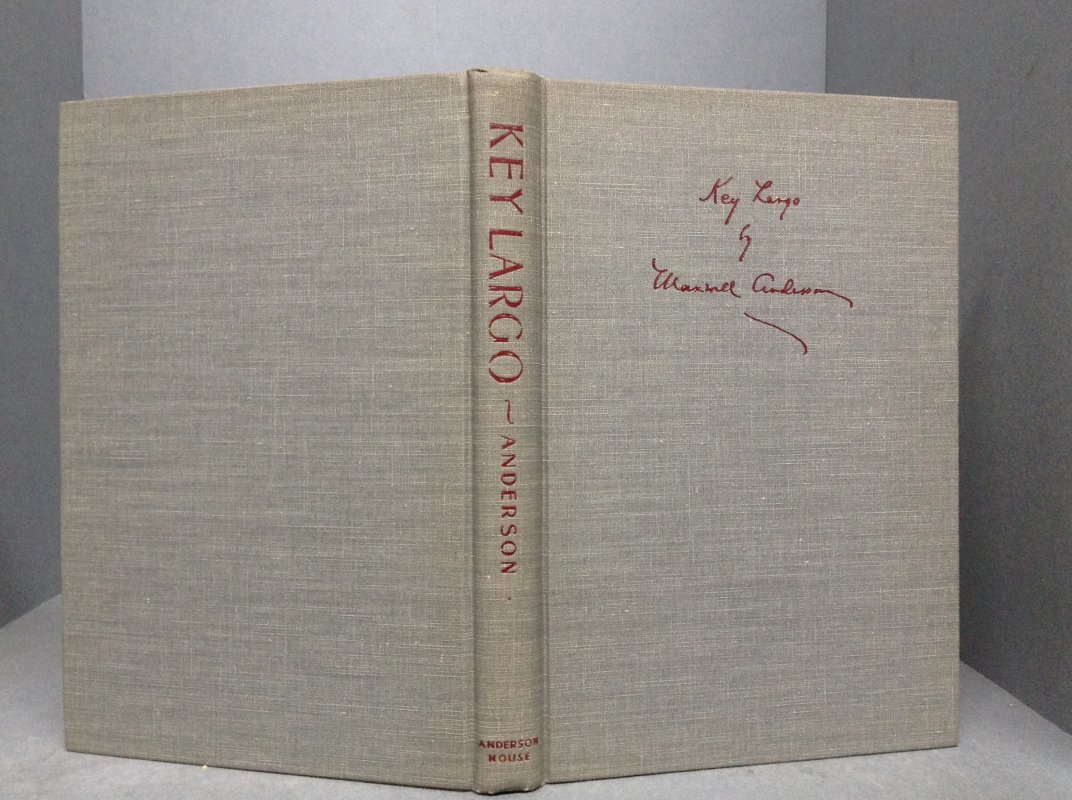 KEY LARGO ~ ANDERSON
ANDERSON
HOUSE
Key Largo
by
Maxwell Anderson